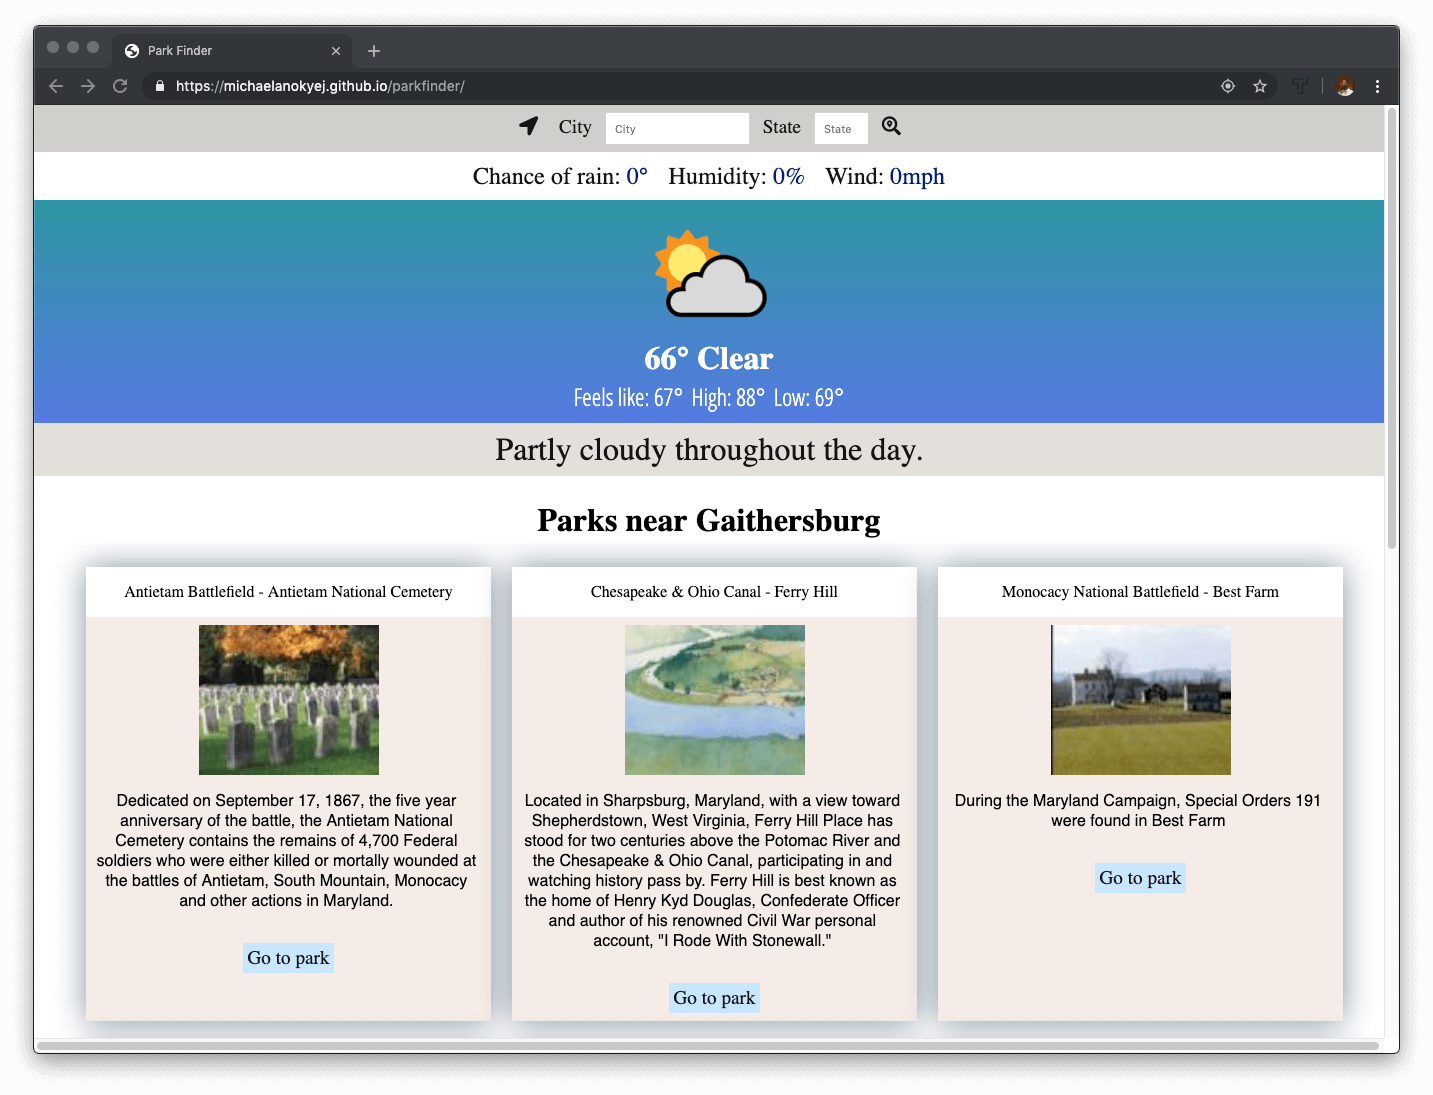 Park Finder
https://michaelanokyej.github.io/parkfinder/
City City State State
Chance of rain: 0° Humidity: 0% Wind: 0mph
66° Clear
Feels like: 67° High: 88° Low: 69°
Partly cloudy throughout the day.
Parks near Gaithersburg
Antietam Battlefield - Antietam National Cemetery
Dedicated on September 17, 1867, the five year
anniversary of the battle, the Antietam National
Cemetery contains the remains of 4,700 Federal
soldiers who were either killed or mortally wounded at
the battles of Antietam, South Mountain, Monocacy
and other actions in Maryland.
Go to park
Chesapeake & Ohio Canal - Ferry Hill
Located in Sharpsburg, Maryland, with a view toward
Shepherdstown, West Virginia, Ferry Hill Place has
stood for two centuries above the Potomac River and
the Chesapeake & Ohio Canal, participating in and
watching history pass by. Ferry Hill is best known as
the home of Henry Kyd Douglas, Confederate Officer
and author of his renowned Civil War personal
account, "I Rode With Stonewall."
Go to park
Monocacy National Battlefield - Best Farm
During the Maryland Campaign, Special Orders 191
were found in Best Farm
Go to park